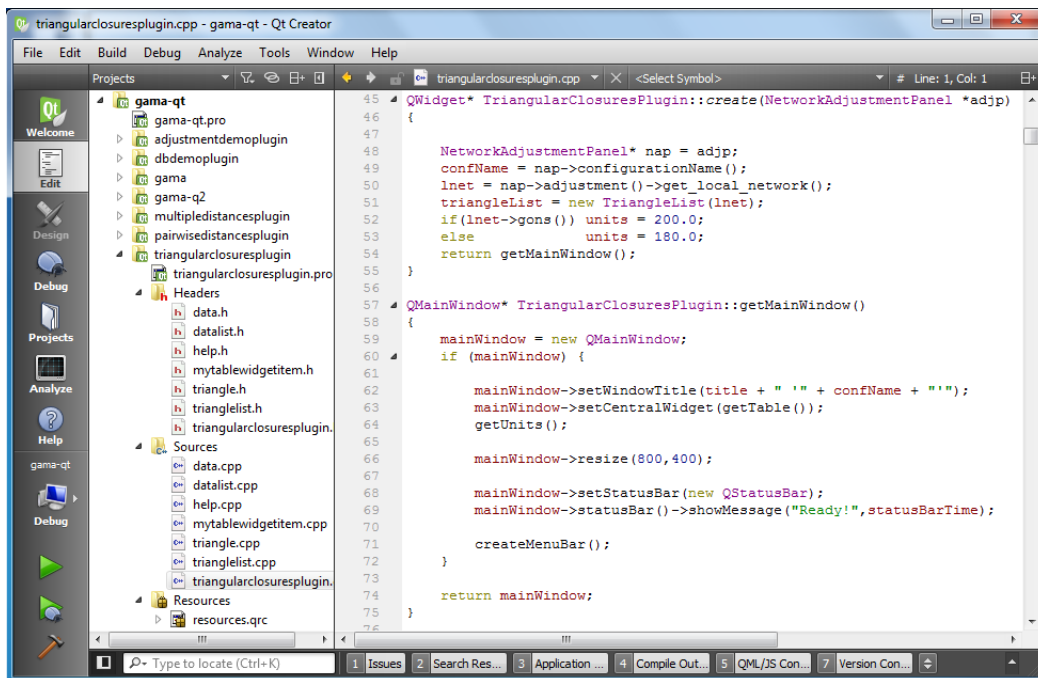 triangularclosuresplugin.cpp - gama-qt - Qt Creator
File Edit Build Debug Analyze Tools Window Help
Projects
triangularclosuresplugin.cpp
<Select Symbol>
# Line: 1, Col: 1
Welcome
Edit
Design
Debug
Projects
Analyze
Help
gama-qt
Debug
gama-qt
gama-qt.pro
adjustmentdemoplugin
dbdemoplugin
gama
gama-q2
multipledistancesplugin
pairwisedistancesplugin
triangularclosuresplugin
triangularclosuresplugin.pro
Headers
data.h
datalist.h
help.h
mytablewidgetitem.h
triangle.h
trianglelist.h
triangularclosuresplugin.
Sources
data.cpp
datalist.cpp
help.cpp
mytablewidgetitem.cpp
triangle.cpp
trianglelist.cpp
triangularclosuresplugin.
Resources
resources.qrc
45 QWidget* TriangularClosuresPlugin::create(NetworkAdjustmentPanel *adjp)
46 {
47
48 NetworkAdjustmentPanel* nap = adjp;
49 confName = nap->configurationName();
50 lnet = nap->adjustment()->get_local_network();
51 triangleList = new TriangleList(lnet);
52 if(lnet->gons()) units = 200.0;
53 else units = 180.0;
54 return getMainWindow();
55 }
56
57 QMainWindow* TriangularClosuresPlugin::getMainWindow()
58 {
59 mainWindow = new QMainWindow;
60 if (mainWindow) {
61
62 mainWindow->setWindowTitle(title + " '" + confName + "'");
63 mainWindow->setCentralWidget(getTable());
64 getUnits();
65
66 mainWindow->resize(800,400);
67
68 mainWindow->setStatusBar(new QStatusBar);
69 mainWindow->statusBar()->showMessage("Ready!",statusBarTime);
70
71 createMenuBar();
72 }
73
74 return mainWindow;
75 }
76
Type to locate (Ctrl+K)
1 Issues
2 Search Res...
3 Application ...
4 Compile Out...
5 QML/JS Con...
7 Version Con...